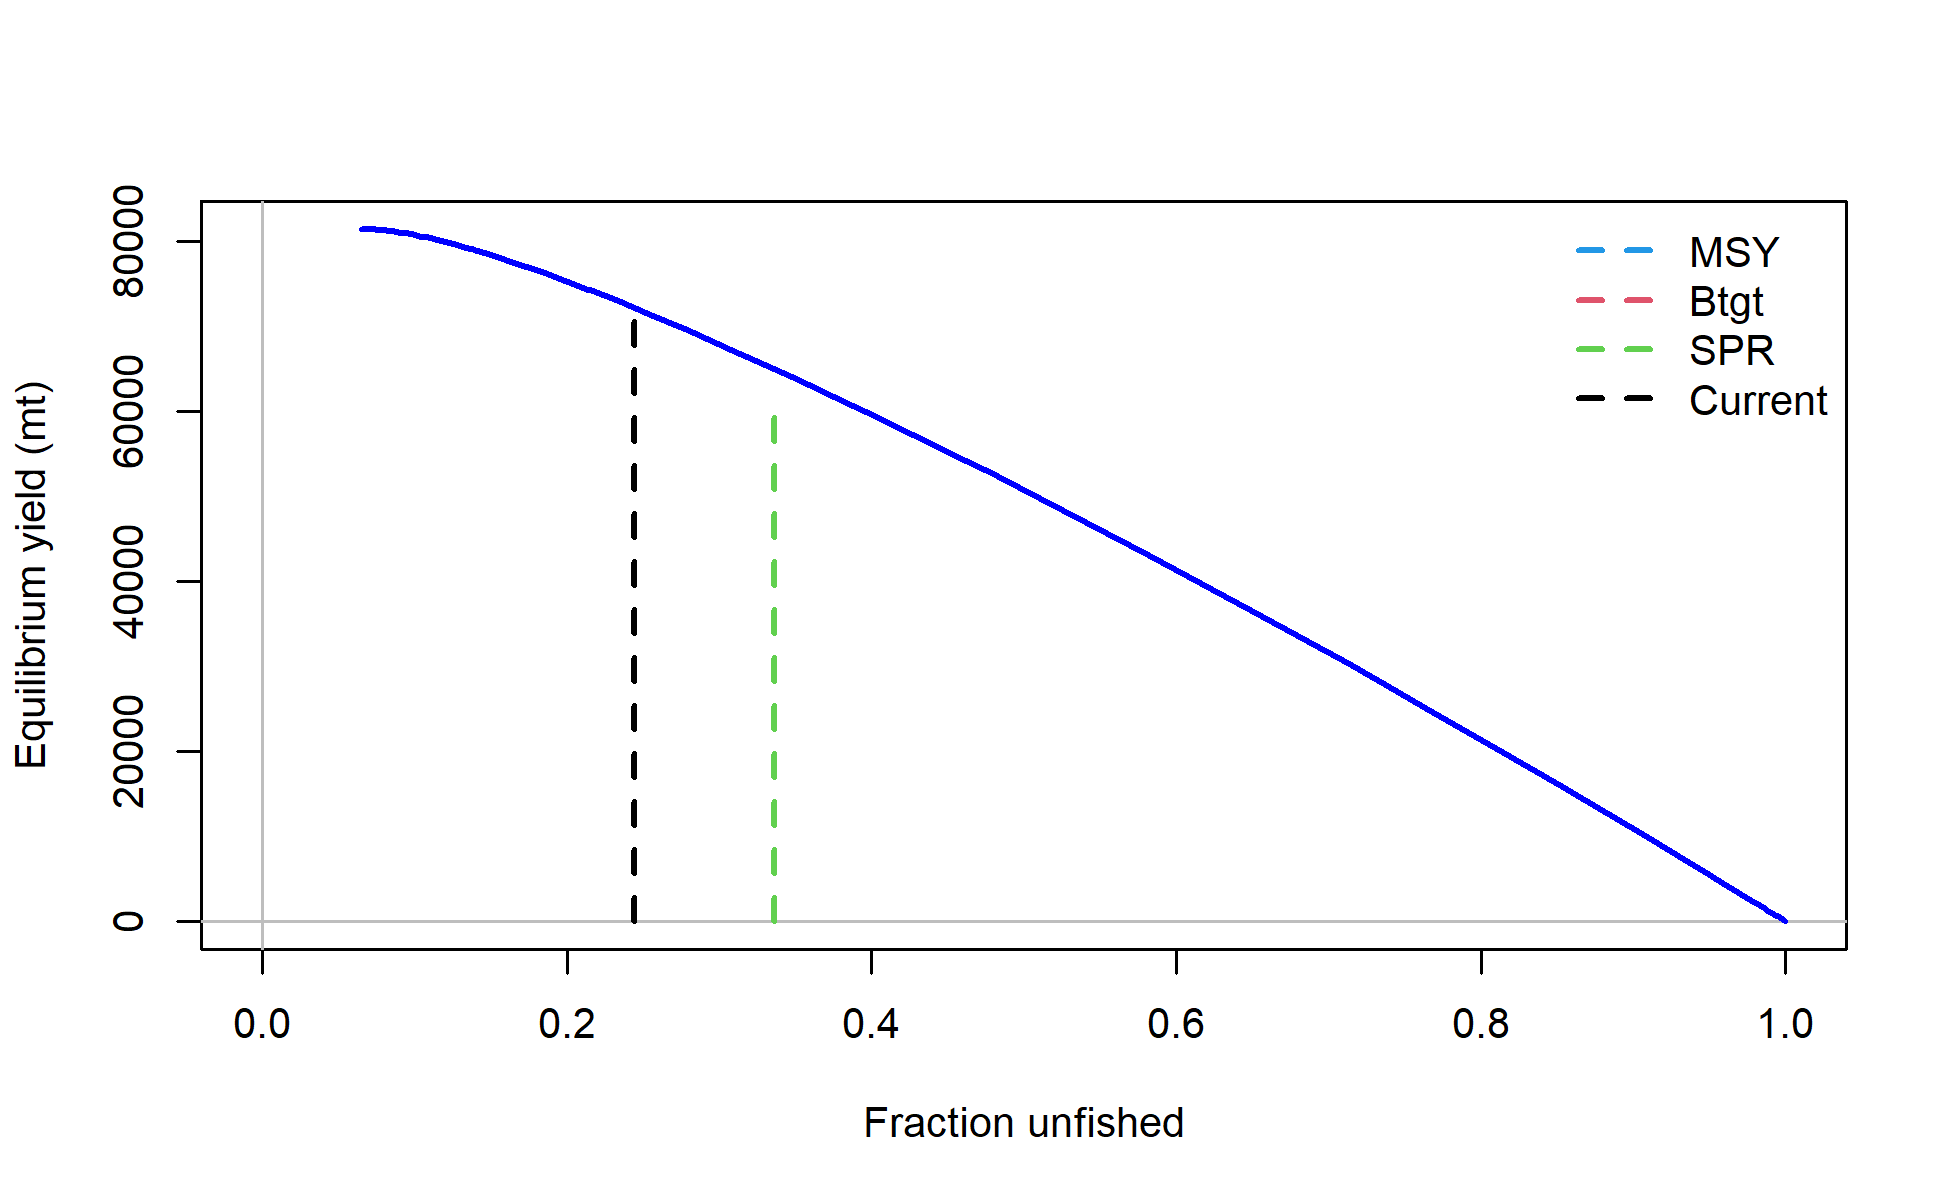 Equilibrium yield (mt)
80000
60000
40000
20000
0
MSY
Btgt
SPR
Current
0.0 0.2 0.4 0.6 0.8 1.0
Fraction unfished